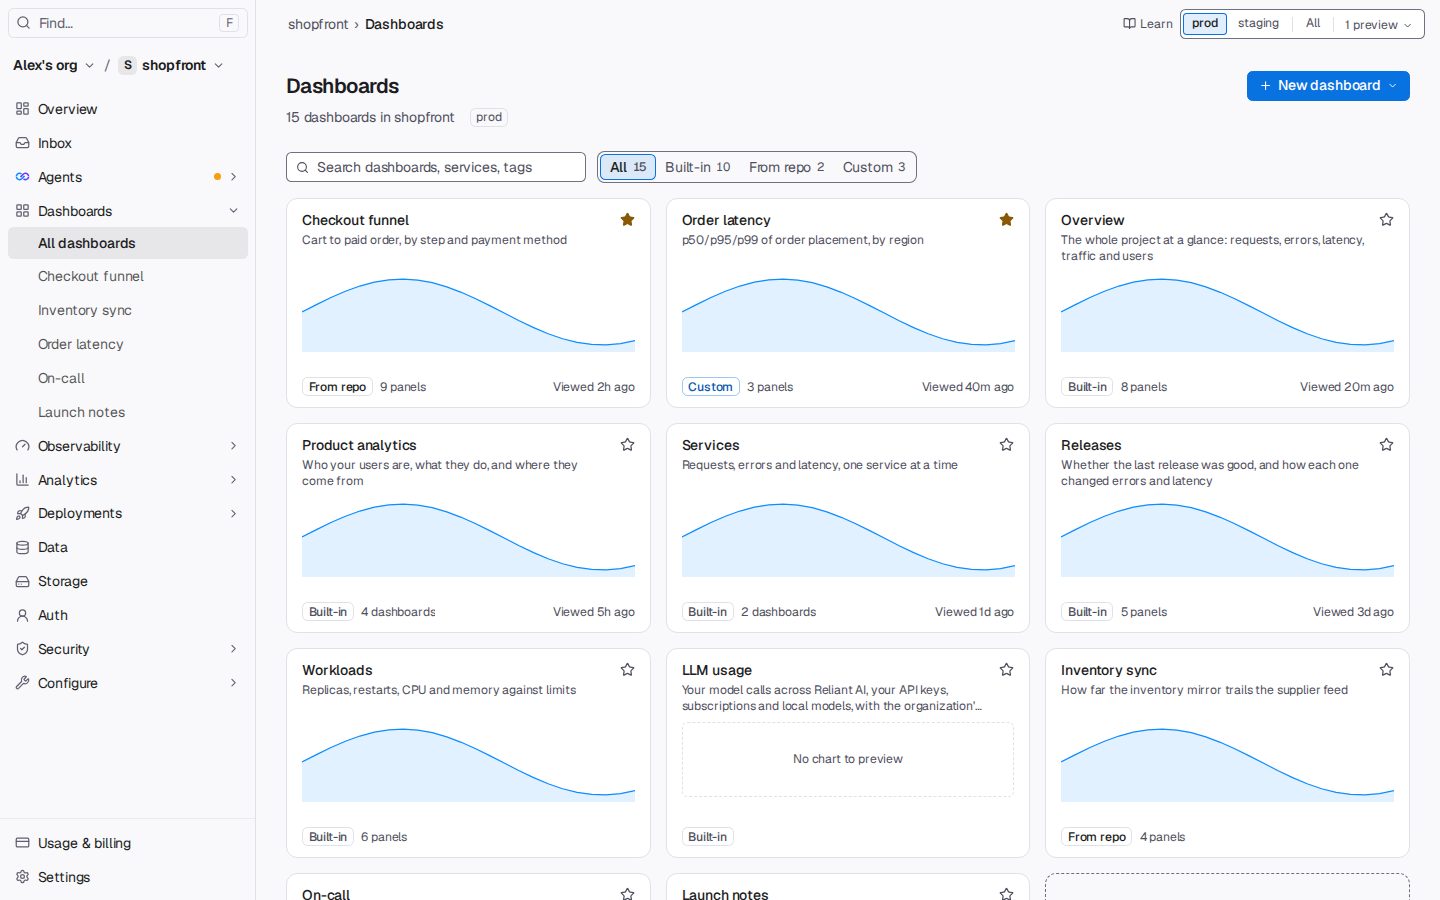 Find...
F
Alex's org / S shopfront
Overview
Inbox
Agents
Dashboards
All dashboards
Checkout funnel
Inventory sync
Order latency
On-call
Launch notes
Observability
Analytics
Deployments
Data
Storage
Auth
Security
Configure
Usage & billing
Settings
shopfront › Dashboards
Learn
prod
staging
All
1 preview
Dashboards
New dashboard
15 dashboards in shopfront
prod
Search dashboards, services, tags
All 15
Built-in 10
From repo 2
Custom 3
Checkout funnel
Cart to paid order, by step and payment method
From repo
9 panels
Viewed 2h ago
Order latency
p50/p95/p99 of order placement, by region
Custom
3 panels
Viewed 40m ago
Overview
The whole project at a glance: requests, errors, latency,
traffic and users
Built-in
8 panels
Viewed 20m ago
Product analytics
Who your users are, what they do, and where they
come from
Built-in
4 dashboards
Viewed 5h ago
Services
Requests, errors and latency, one service at a time
Built-in
2 dashboards
Viewed 1d ago
Releases
Whether the last release was good, and how each one
changed errors and latency
Built-in
5 panels
Viewed 3d ago
Workloads
Replicas, restarts, CPU and memory against limits
Built-in
6 panels
LLM usage
Your model calls across Reliant AI, your API keys,
subscriptions and local models, with the organization'...
No chart to preview
Built-in
Inventory sync
How far the inventory mirror trails the supplier feed
From repo
4 panels
On-call
Launch notes